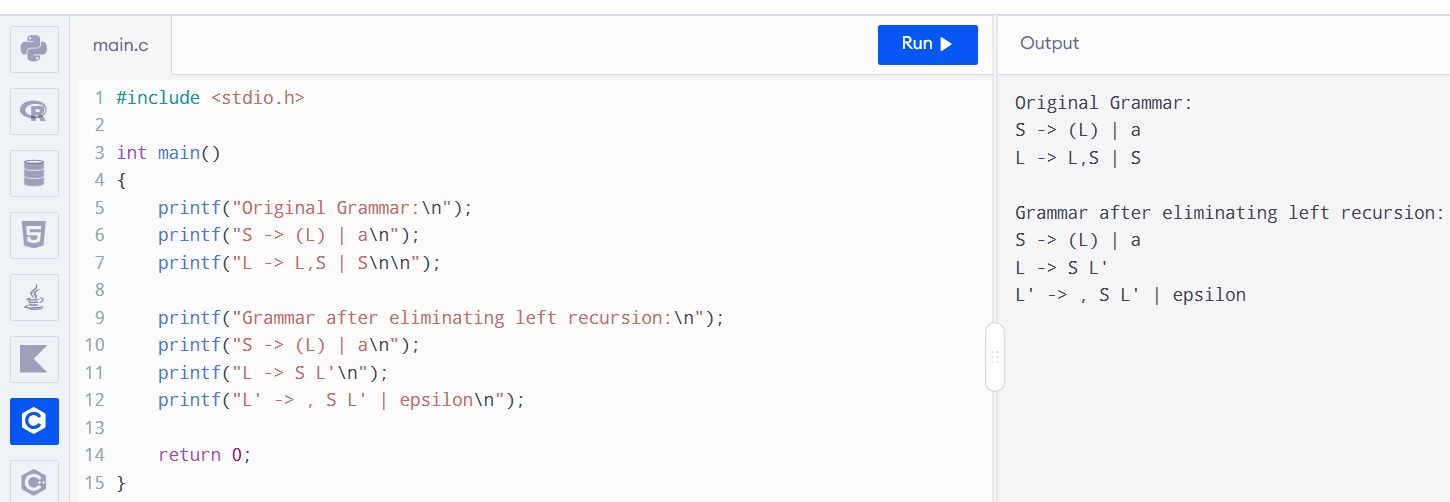 main.c
Run
1 #include <stdio.h>
2
3 int main()
4 {
5     printf("Original Grammar:\n");
6     printf("S -> (L) | a\n");
7     printf("L -> L,S | S\n\n");
8
9     printf("Grammar after eliminating left recursion:\n");
10     printf("S -> (L) | a\n");
11     printf("L -> S L'\n");
12     printf("L' -> , S L' | epsilon\n");
13
14     return 0;
15 }
Output
Original Grammar:
S -> (L) | a
L -> L,S | S

Grammar after eliminating left recursion:
S -> (L) | a
L -> S L'
L' -> , S L' | epsilon